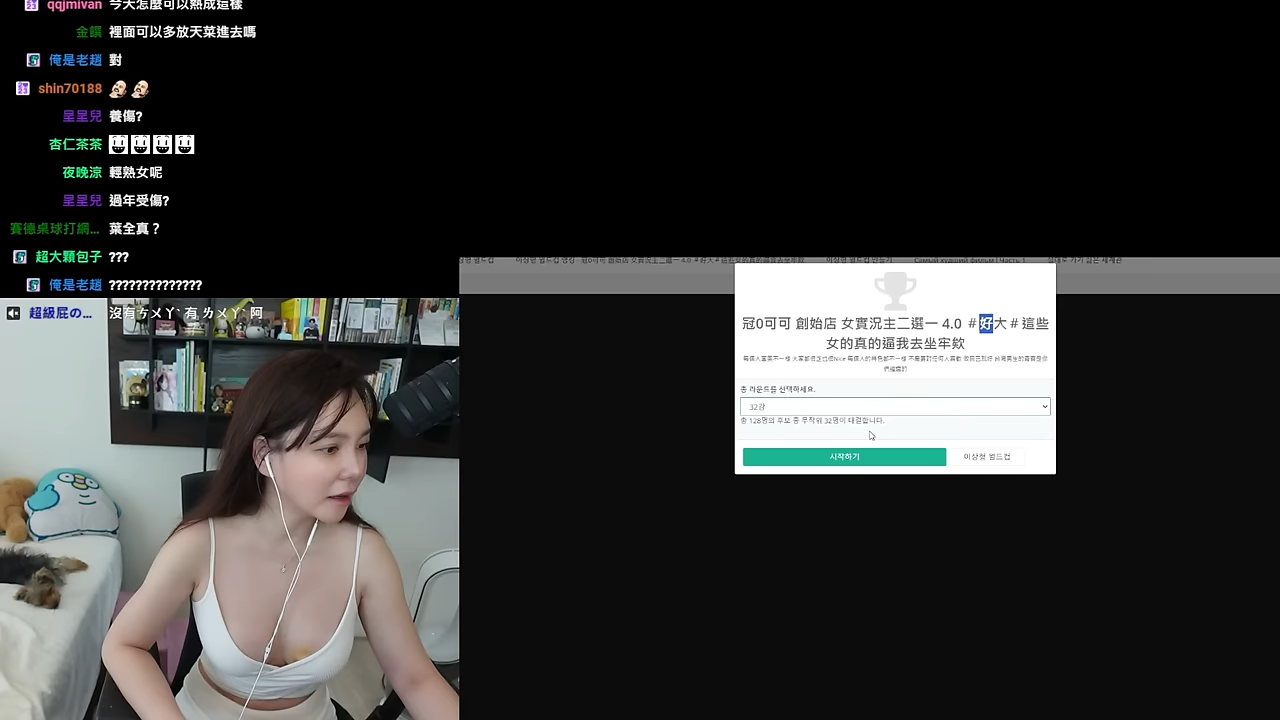 qqjmivan 今天怎麼可以熱成這樣
金饌 裡面可以多放天菜進去嗎
俺是老趙 對
shin70188
星星兒 養傷?
杏仁茶茶
夜晚涼 輕熟女呢
星星兒 過年受傷?
賽德桌球打網... 葉全真？
超大顆包子 ???
俺是老趙 ??????????????
超級屁の... 沒有ㄎㄨㄚˋ有ㄌㄨㄚˋ阿
冠0可可 創始店 女實況主二選一 4.0 ＃好大＃這些
女的真的逼我去坐牢欸
총 라운드를 선택하세요.
32강
총 128명의 후보 중 무작위 32명이 대결합니다.
시작하기
이상형 월드컵